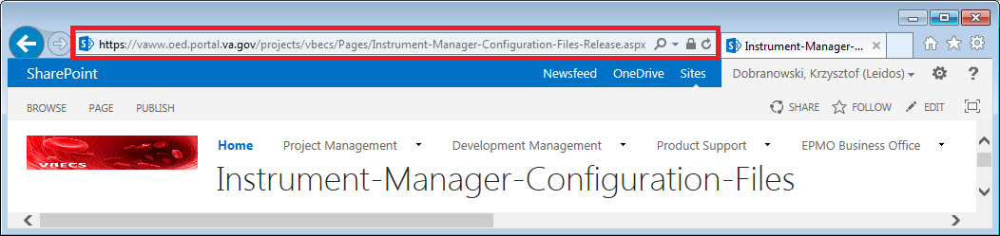 https://vaww.oed.portal.va.gov/projects/vbecs/Pages/Instrument-Manager-Configuration-Files-Release.aspx
Instrument-Manager-...
SharePoint
Newsfeed OneDrive Sites Dobranowski, Krzysztof (Leidos)
BROWSE PAGE PUBLISH SHARE FOLLOW EDIT
VBECS
Home Project Management Development Management Product Support EPMO Business Office
Instrument-Manager-Configuration-Files